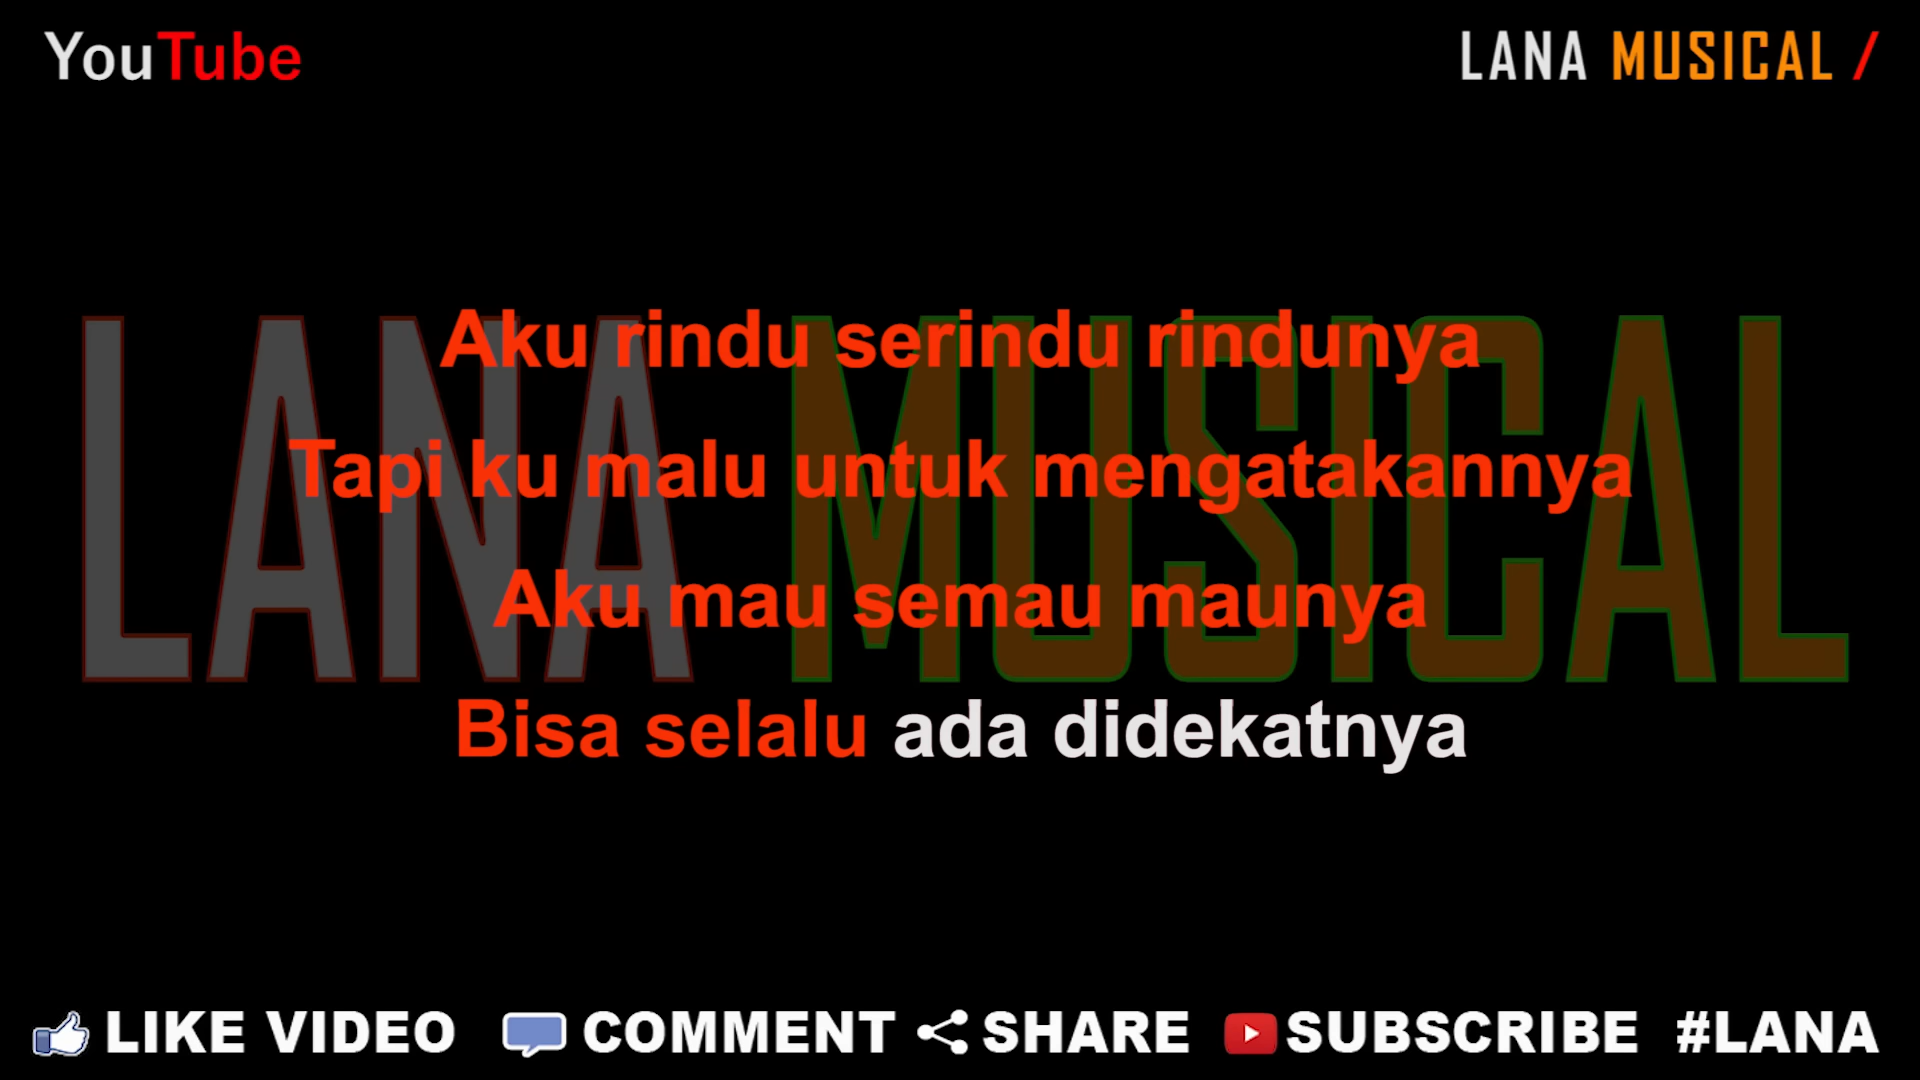 YouTube
LANA MUSICAL /
LANA MUSICAL
Aku rindu serindu rindunya
Tapi ku malu untuk mengatakannya
Aku mau semau maunya
Bisa selalu ada didekatnya
LIKE VIDEO COMMENT SHARE SUBSCRIBE #LANA